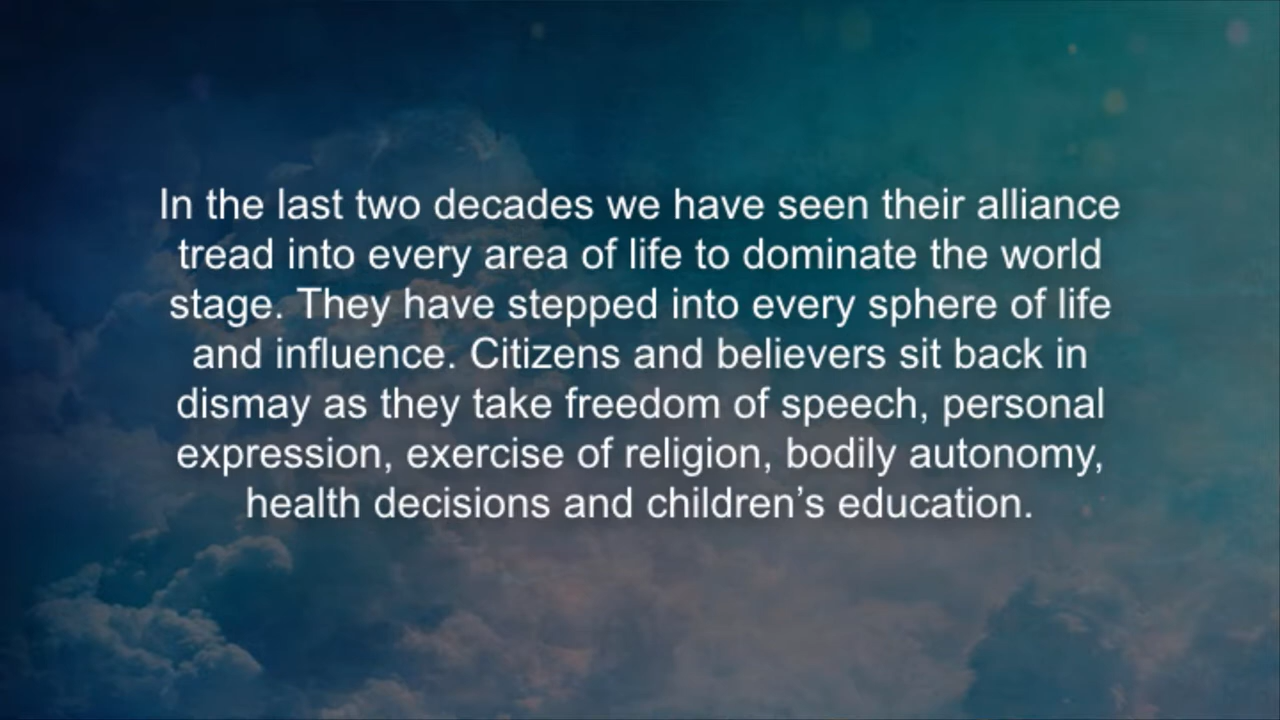 In the last two decades we have seen their alliance
tread into every area of life to dominate the world
stage. They have stepped into every sphere of life
and influence. Citizens and believers sit back in
dismay as they take freedom of speech, personal
expression, exercise of religion, bodily autonomy,
health decisions and children’s education.